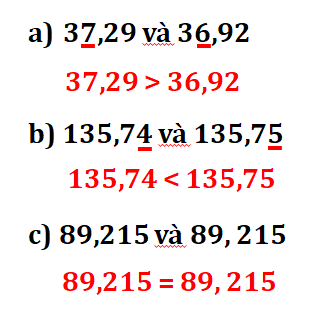 a) 37,29 và 36,92
37,29 > 36,92
b) 135,74 và 135,75
135,74 < 135,75
c) 89,215 và 89, 215
89,215 = 89, 215